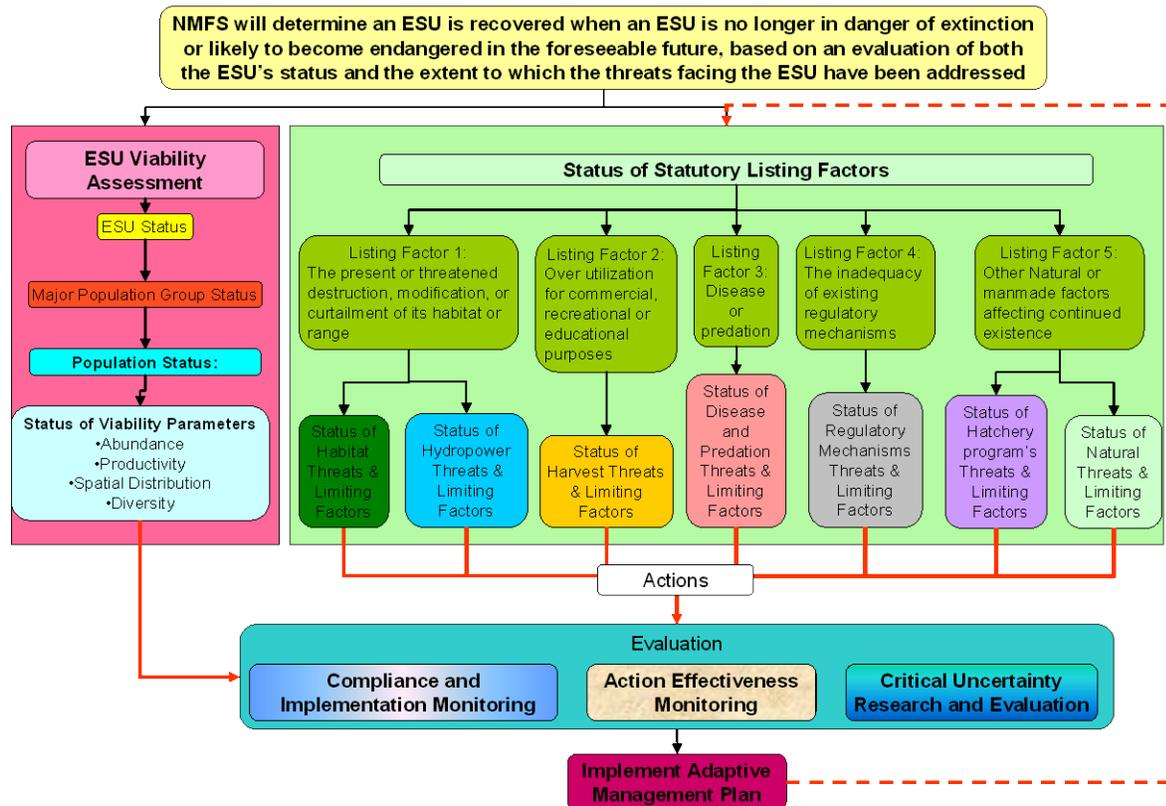 NMFS will determine an ESU is recovered when an ESU is no longer in danger of extinction
or likely to become endangered in the foreseeable future, based on an evaluation of both
the ESU's status and the extent to which the threats facing the ESU have been addressed
ESU Viability
Assessment
ESU Status
Major Population Group Status
Population Status:
Status of Viability Parameters
•Abundance
•Productivity
•Spatial Distribution
•Diversity
Status of Statutory Listing Factors
Listing Factor 1:
The present or threatened
destruction, modification, or
curtailment of its habitat or
range
Listing Factor 2:
Over utilization
for commercial,
recreational or
educational
purposes
Listing
Factor 3:
Disease
or
predation
Listing Factor 4:
The inadequacy
of existing
regulatory
mechanisms
Listing Factor 5:
Other Natural or
manmade factors
affecting continued
existence
Status of
Habitat
Threats &
Limiting
Factors
Status of
Hydropower
Threats &
Limiting
Factors
Status of
Harvest Threats
& Limiting
Factors
Status of
Disease
and
Predation
Threats &
Limiting
Factors
Status of
Regulatory
Mechanisms
Threats &
Limiting
Factors
Status of
Hatchery
program's
Threats &
Limiting
Factors
Status of
Natural
Threats &
Limiting
Factors
Actions
Evaluation
Compliance and
Implementation Monitoring
Action Effectiveness
Monitoring
Critical Uncertainty
Research and Evaluation
Implement Adaptive
Management Plan